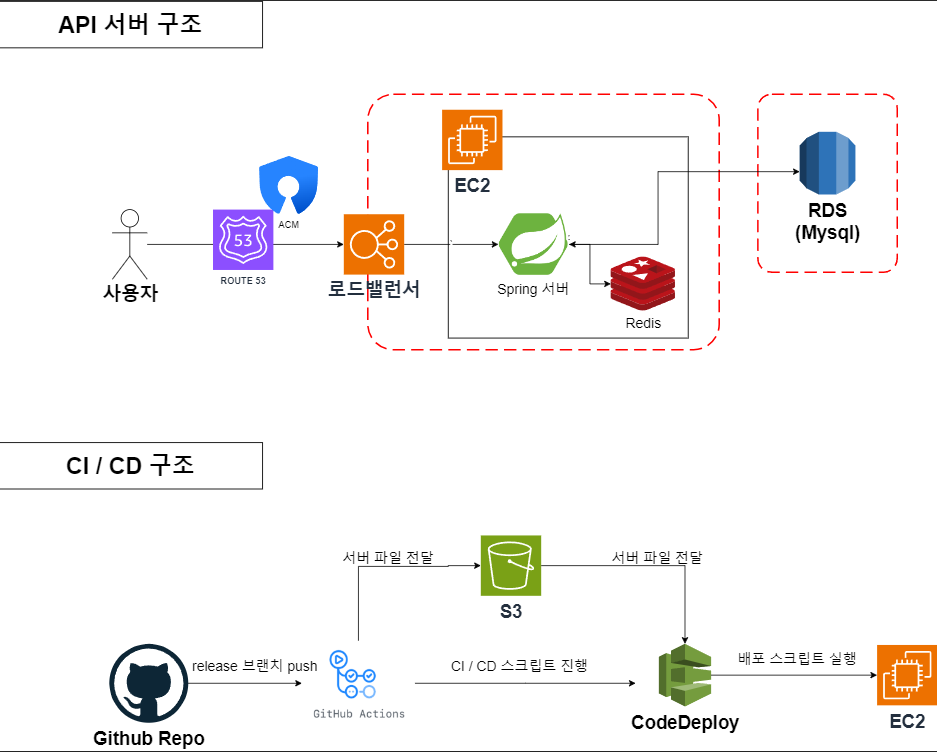 API 서버 구조
EC2
RDS
(Mysql)
ACM
53
ROUTE 53
사용자
로드밸런서
Spring 서버
Redis
CI / CD 구조
서버 파일 전달
서버 파일 전달
S3
release 브랜치 push
CI / CD 스크립트 진행
배포 스크립트 실행
GitHub Actions
Github Repo
CodeDeploy
EC2